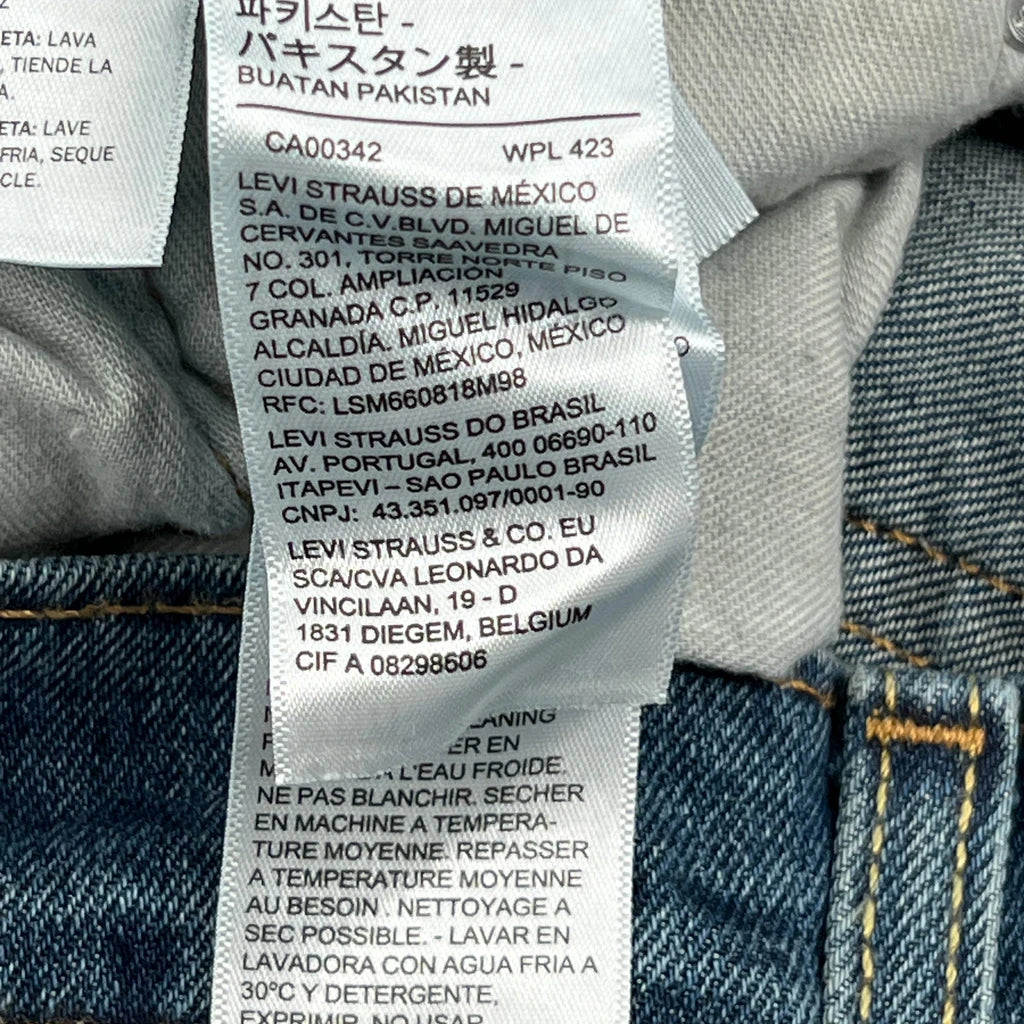 ETA: LAVA
, TIENDE LA
A.
ETA: LAVE
FRIA, SEQUE
CLE.
파키스탄 -
パキスタン製 -
BUATAN PAKISTAN
CA00342 WPL 423
LEVI STRAUSS DE MÉXICO
S.A. DE C.V.BLVD. MIGUEL DE
CERVANTES SAAVEDRA
NO. 301, TORRE NORTE PISO
7 COL. AMPLIACIÓN
GRANADA C.P. 11529
ALCALDÍA. MIGUEL HIDALGO
CIUDAD DE MÉXICO, MÉXICO
RFC: LSM660818M98
LEVI STRAUSS DO BRASIL
AV. PORTUGAL, 400 06690-110
ITAPEVI – SAO PAULO BRASIL
CNPJ: 43.351.097/0001-90
LEVI STRAUSS & CO. EU
SCA/CVA LEONARDO DA
VINCILAAN, 19 - D
1831 DIEGEM, BELGIUM
CIF A 08298606
ANING
ER EN
A L'EAU FROIDE.
NE PAS BLANCHIR. SECHER
EN MACHINE A TEMPERA-
TURE MOYENNE. REPASSER
A TEMPERATURE MOYENNE
AU BESOIN . NETTOYAGE A
SEC POSSIBLE. - LAVAR EN
LAVADORA CON AGUA FRIA A
30°C Y DETERGENTE,
EXPRIMIR, NO USAR